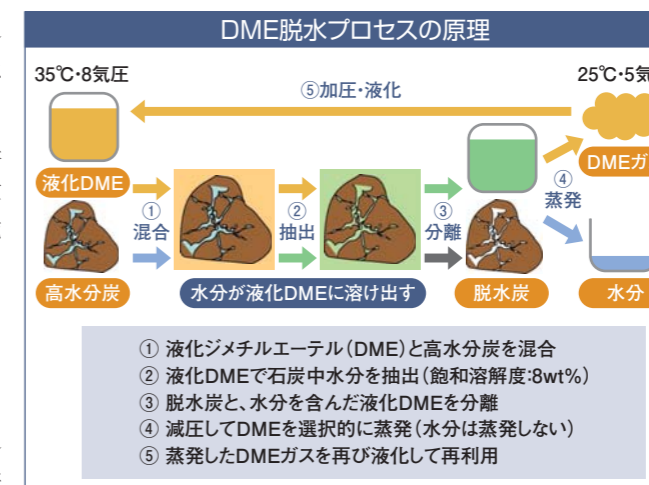 DME脱水プロセスの原理
35℃・8気圧
25℃・5気
⑤加圧・液化
液化DME
DMEガ
①
混合
②
抽出
③
分離
④
蒸発
高水分炭
水分が液化DMEに溶け出す
脱水炭
水分
① 液化ジメチルエーテル(DME)と高水分炭を混合
② 液化DMEで石炭中水分を抽出(飽和溶解度:8wt%)
③ 脱水炭と、水分を含んだ液化DMEを分離
④ 減圧してDMEを選択的に蒸発(水分は蒸発しない)
⑤ 蒸発したDMEガスを再び液化して再利用